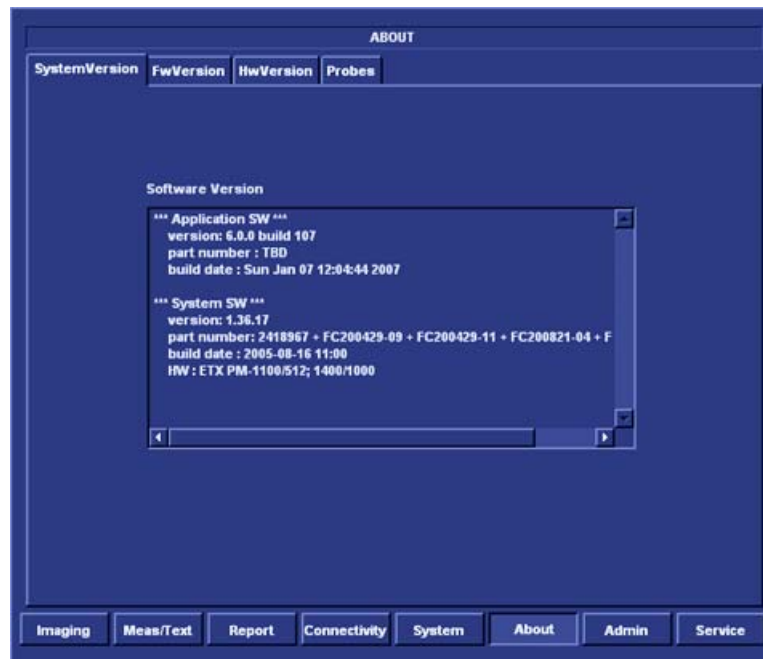 ABOUT
SystemVersion FwVersion HwVersion Probes
Software Version
*** Application SW ***
version: 6.0.0 build 107
part number : TBD
build date : Sun Jan 07 12:04:44 2007
*** System SW ***
version: 1.36.17
part number: 2418967 + FC200429-09 + FC200429-11 + FC200821-04 + F
build date : 2005-08-16 11:00
HW : ETX PM-1100/512; 1400/1000
Imaging Meas/Text Report Connectivity System About Admin Service